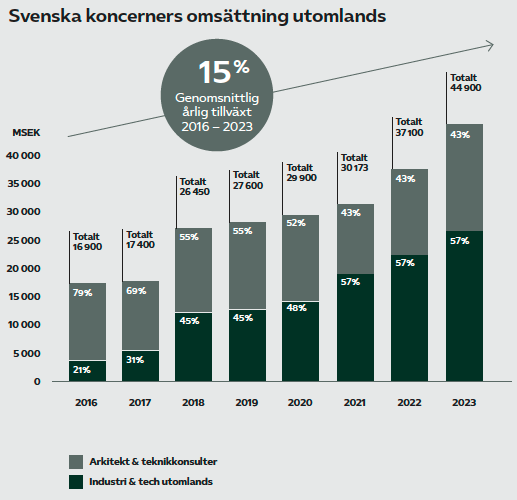 Svenska koncerners omsättning utomlands
15%
Genomsnittlig
årlig tillväxt
2016 – 2023
MSEK
40 000
35 000
30 000
25 000
20 000
15 000
10 000
5 000
0
Totalt
16 900
79%
21%
Totalt
17 400
69%
31%
Totalt
26 450
55%
45%
Totalt
27 600
55%
45%
Totalt
29 900
52%
48%
Totalt
30 173
43%
57%
Totalt
37 100
43%
57%
Totalt
44 900
43%
57%
2016 2017 2018 2019 2020 2021 2022 2023
Arkitekt & teknikkonsulter
Industri & tech utomlands